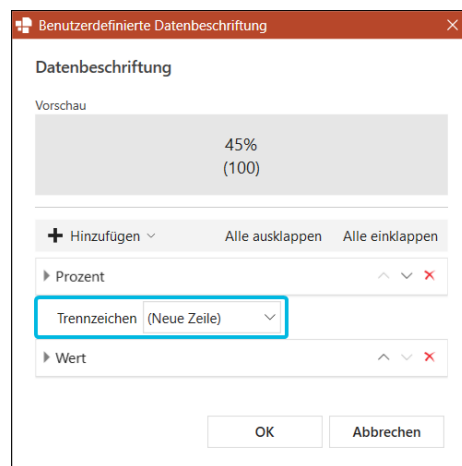 Benutzerdefinierte Datenbeschriftung
Datenbeschriftung
Vorschau
45%
(100)
Hinzufügen Alle ausklappen Alle einklappen
Prozent
Trennzeichen (Neue Zeile)
Wert
OK Abbrechen